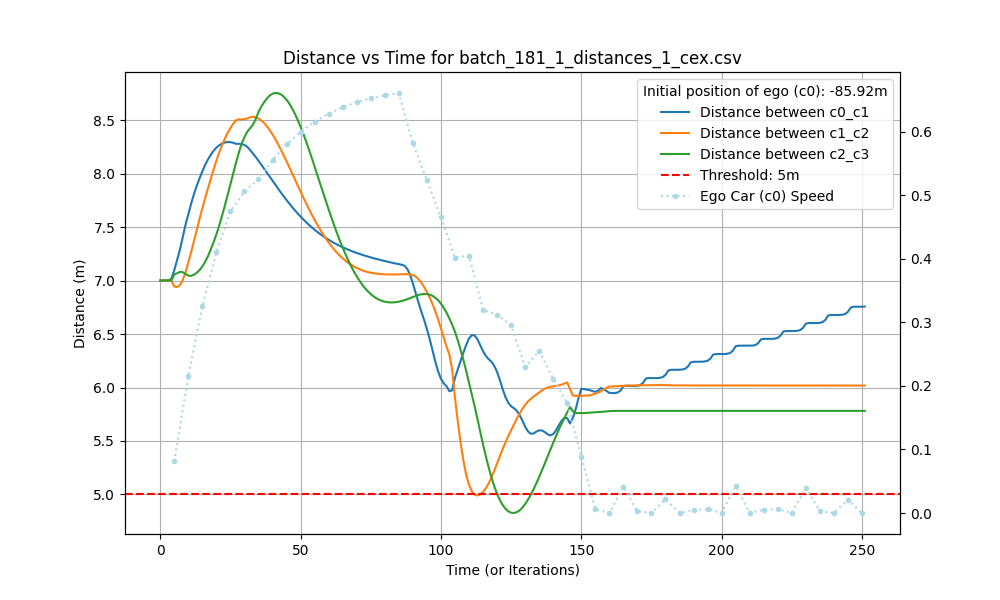 Distance vs Time for batch_181_1_distances_1_cex.csv
Initial position of ego (c0): -85.92m
Distance between c0_c1
Distance between c1_c2
Distance between c2_c3
Threshold: 5m
Ego Car (c0) Speed
Distance (m)
8.5
8.0
7.5
7.0
6.5
6.0
5.5
5.0
0.6
0.5
0.4
0.3
0.2
0.1
0.0
0
50
100
150
200
250
Time (or Iterations)